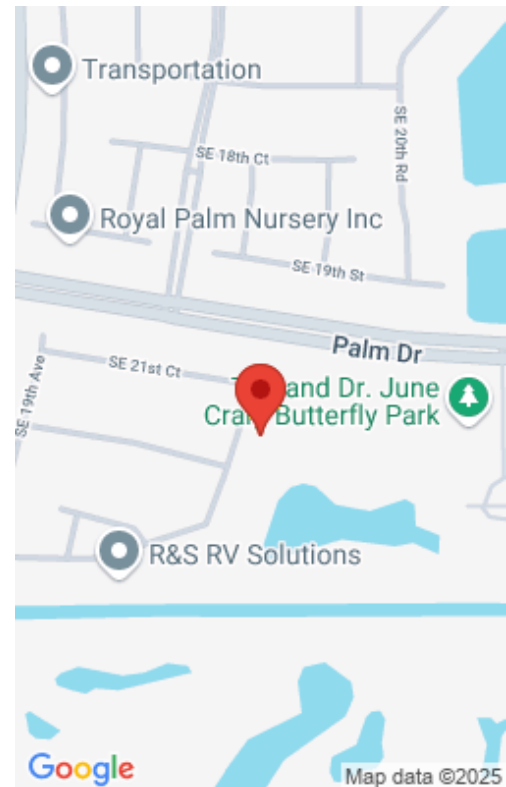 Transportation
SE 20th Rd
SE 18th Ct
Royal Palm Nursery Inc
SE 19th St
Palm Dr
SE 21st Ct
and Dr. June
Butterfly Park
SE 19th Ave
R&S RV Solutions
Google
Map data ©2025